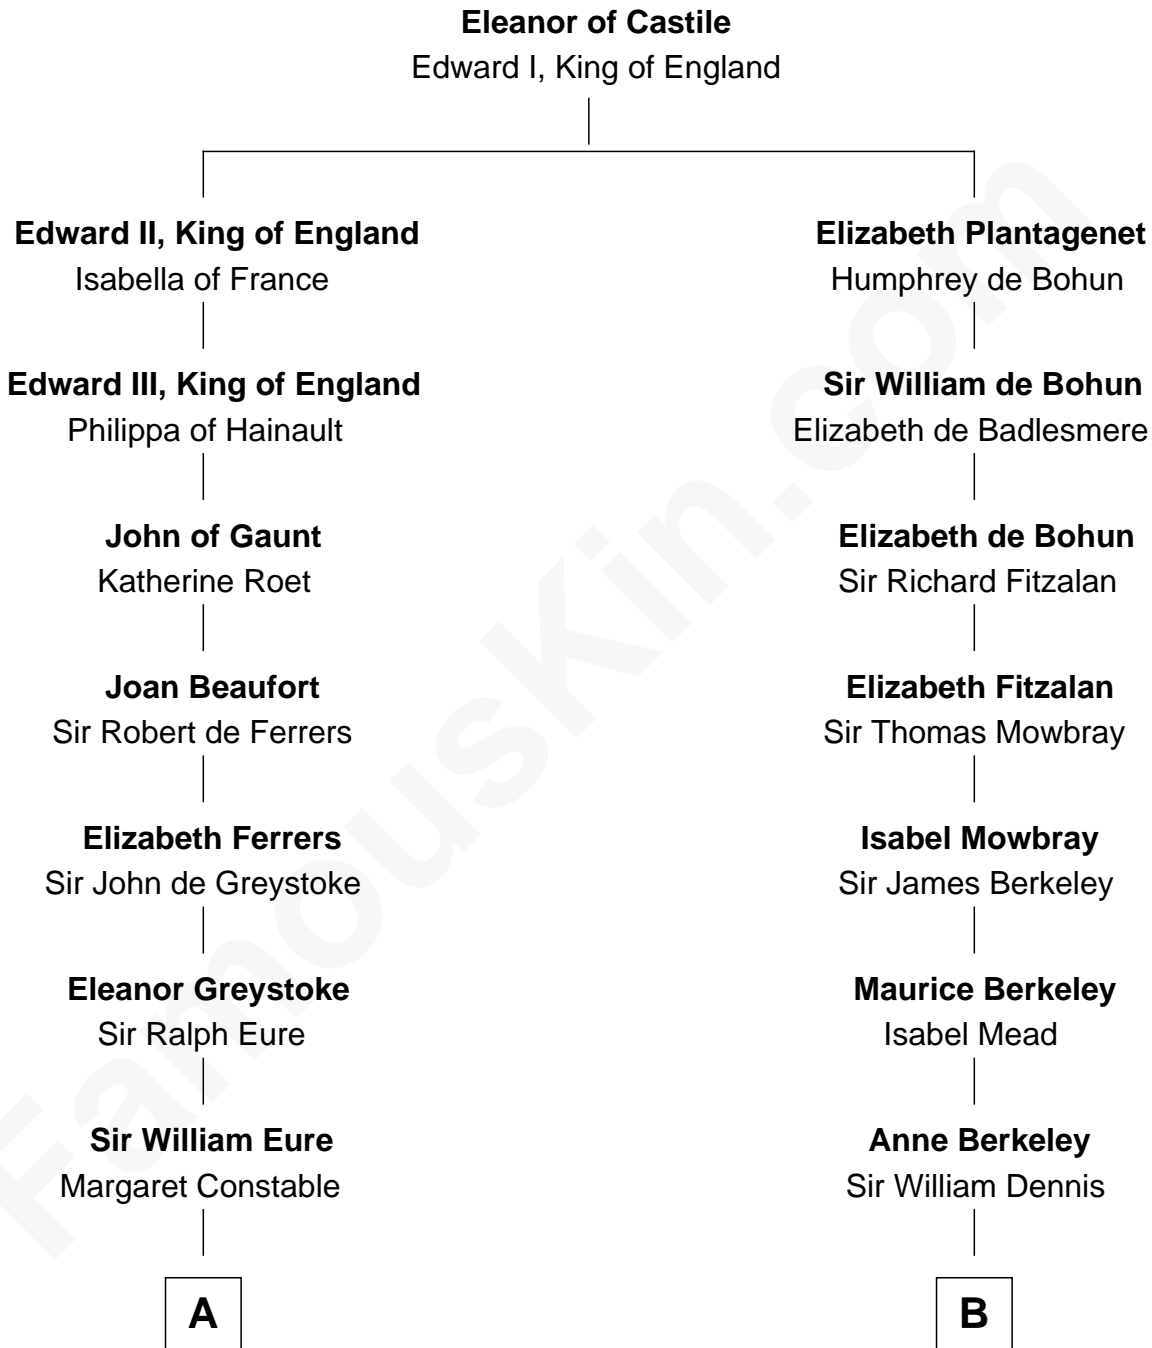 Eleanor of Castile
Edward I, King of England
Edward II, King of England
Isabella of France
Edward III, King of England
Philippa of Hainault
John of Gaunt
Katherine Roet
Joan Beaufort
Sir Robert de Ferrers
Elizabeth Ferrers
Sir John de Greystoke
Eleanor Greystoke
Sir Ralph Eure
Sir William Eure
Margaret Constable
A
Elizabeth Plantagenet
Humphrey de Bohun
Sir William de Bohun
Elizabeth de Badlesmere
Elizabeth de Bohun
Sir Richard Fitzalan
Elizabeth Fitzalan
Sir Thomas Mowbray
Isabel Mowbray
Sir James Berkeley
Maurice Berkeley
Isabel Mead
Anne Berkeley
Sir William Dennis
B
FamousKin.com